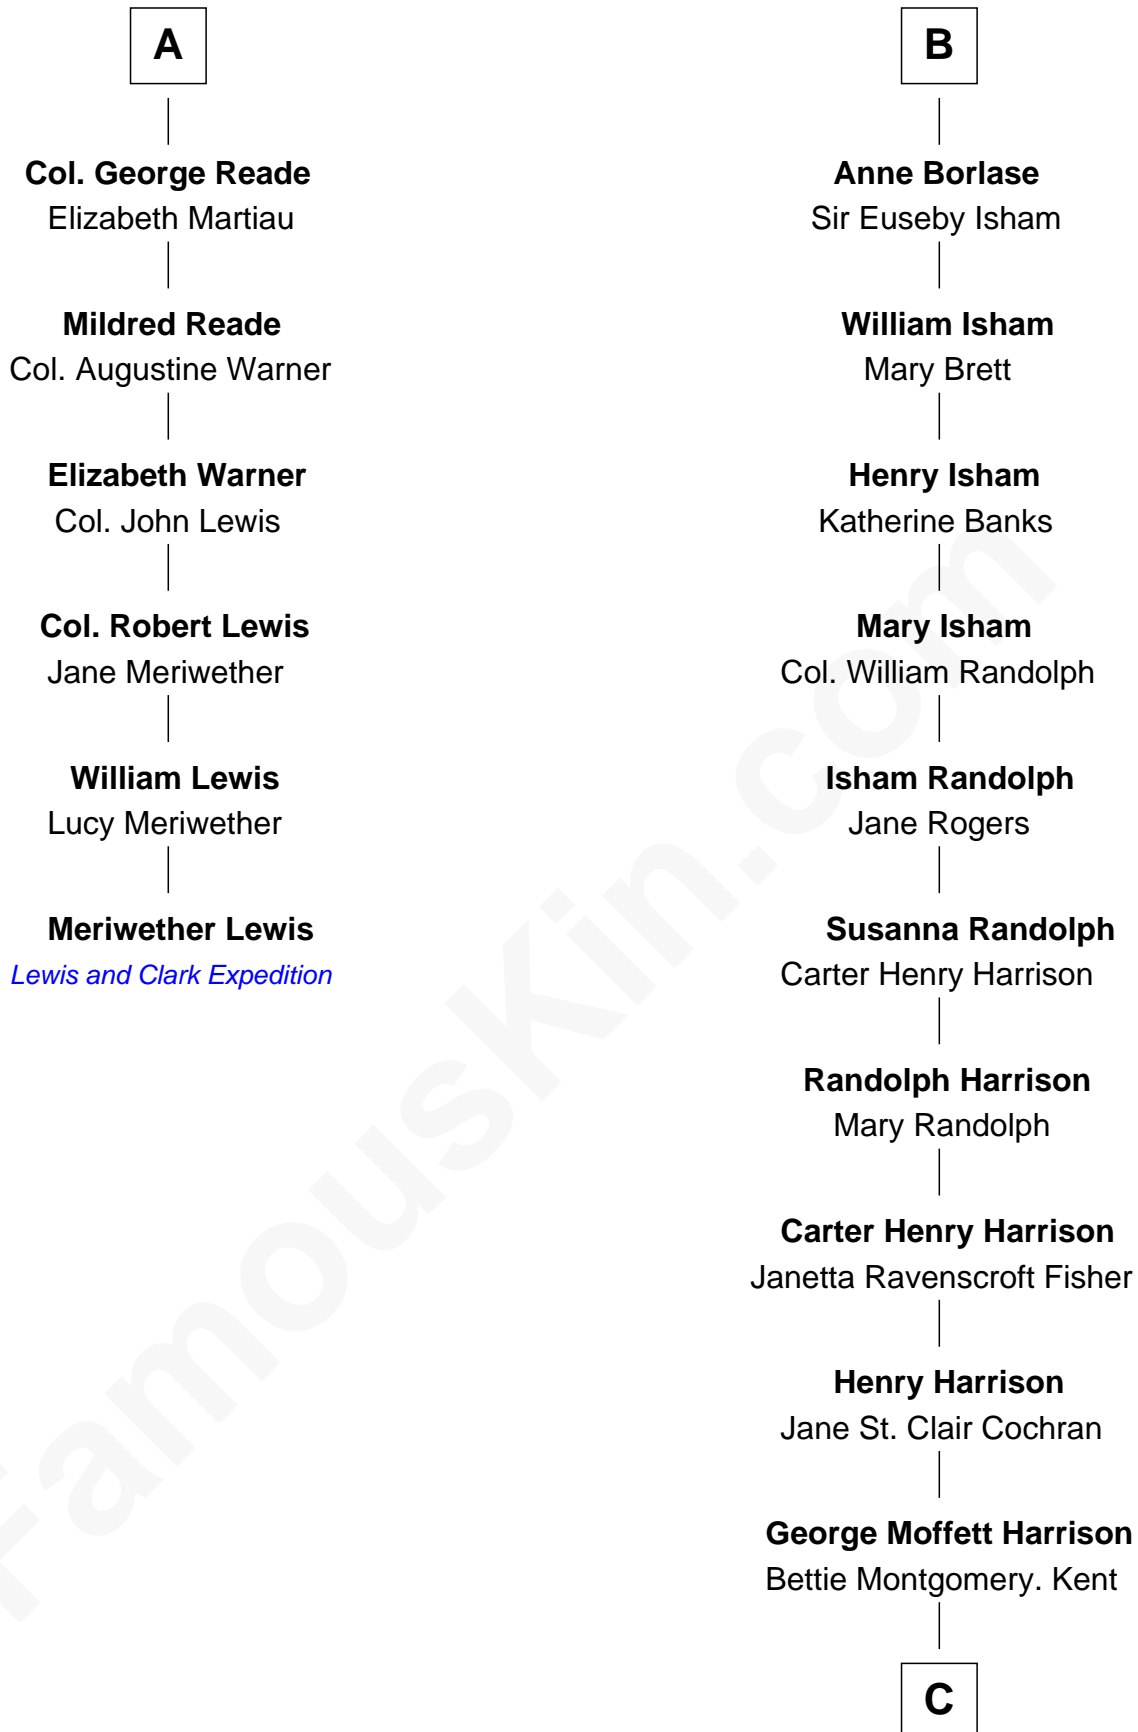 A
Col. George Reade
Elizabeth Martiau
Mildred Reade
Col. Augustine Warner
Elizabeth Warner
Col. John Lewis
Col. Robert Lewis
Jane Meriwether
William Lewis
Lucy Meriwether
Meriwether Lewis
Lewis and Clark Expedition
B
Anne Borlase
Sir Euseby Isham
William Isham
Mary Brett
Henry Isham
Katherine Banks
Mary Isham
Col. William Randolph
Isham Randolph
Jane Rogers
Susanna Randolph
Carter Henry Harrison
Randolph Harrison
Mary Randolph
Carter Henry Harrison
Janetta Ravenscroft Fisher
Henry Harrison
Jane St. Clair Cochran
George Moffett Harrison
Bettie Montgomery. Kent
C
FamousKin.com